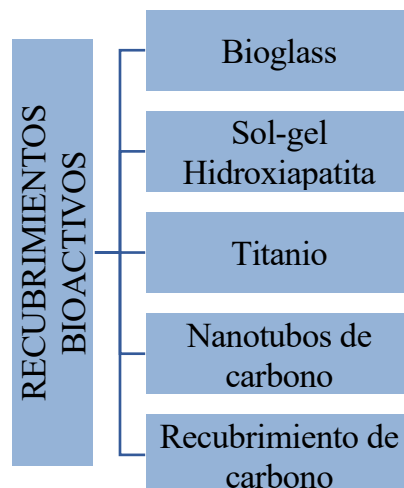 RECUBRIMIENTOS
BIOACTIVOS
Bioglass
Sol-gel
Hidroxiapatita
Titanio
Nanotubos de
carbono
Recubrimiento de
carbono